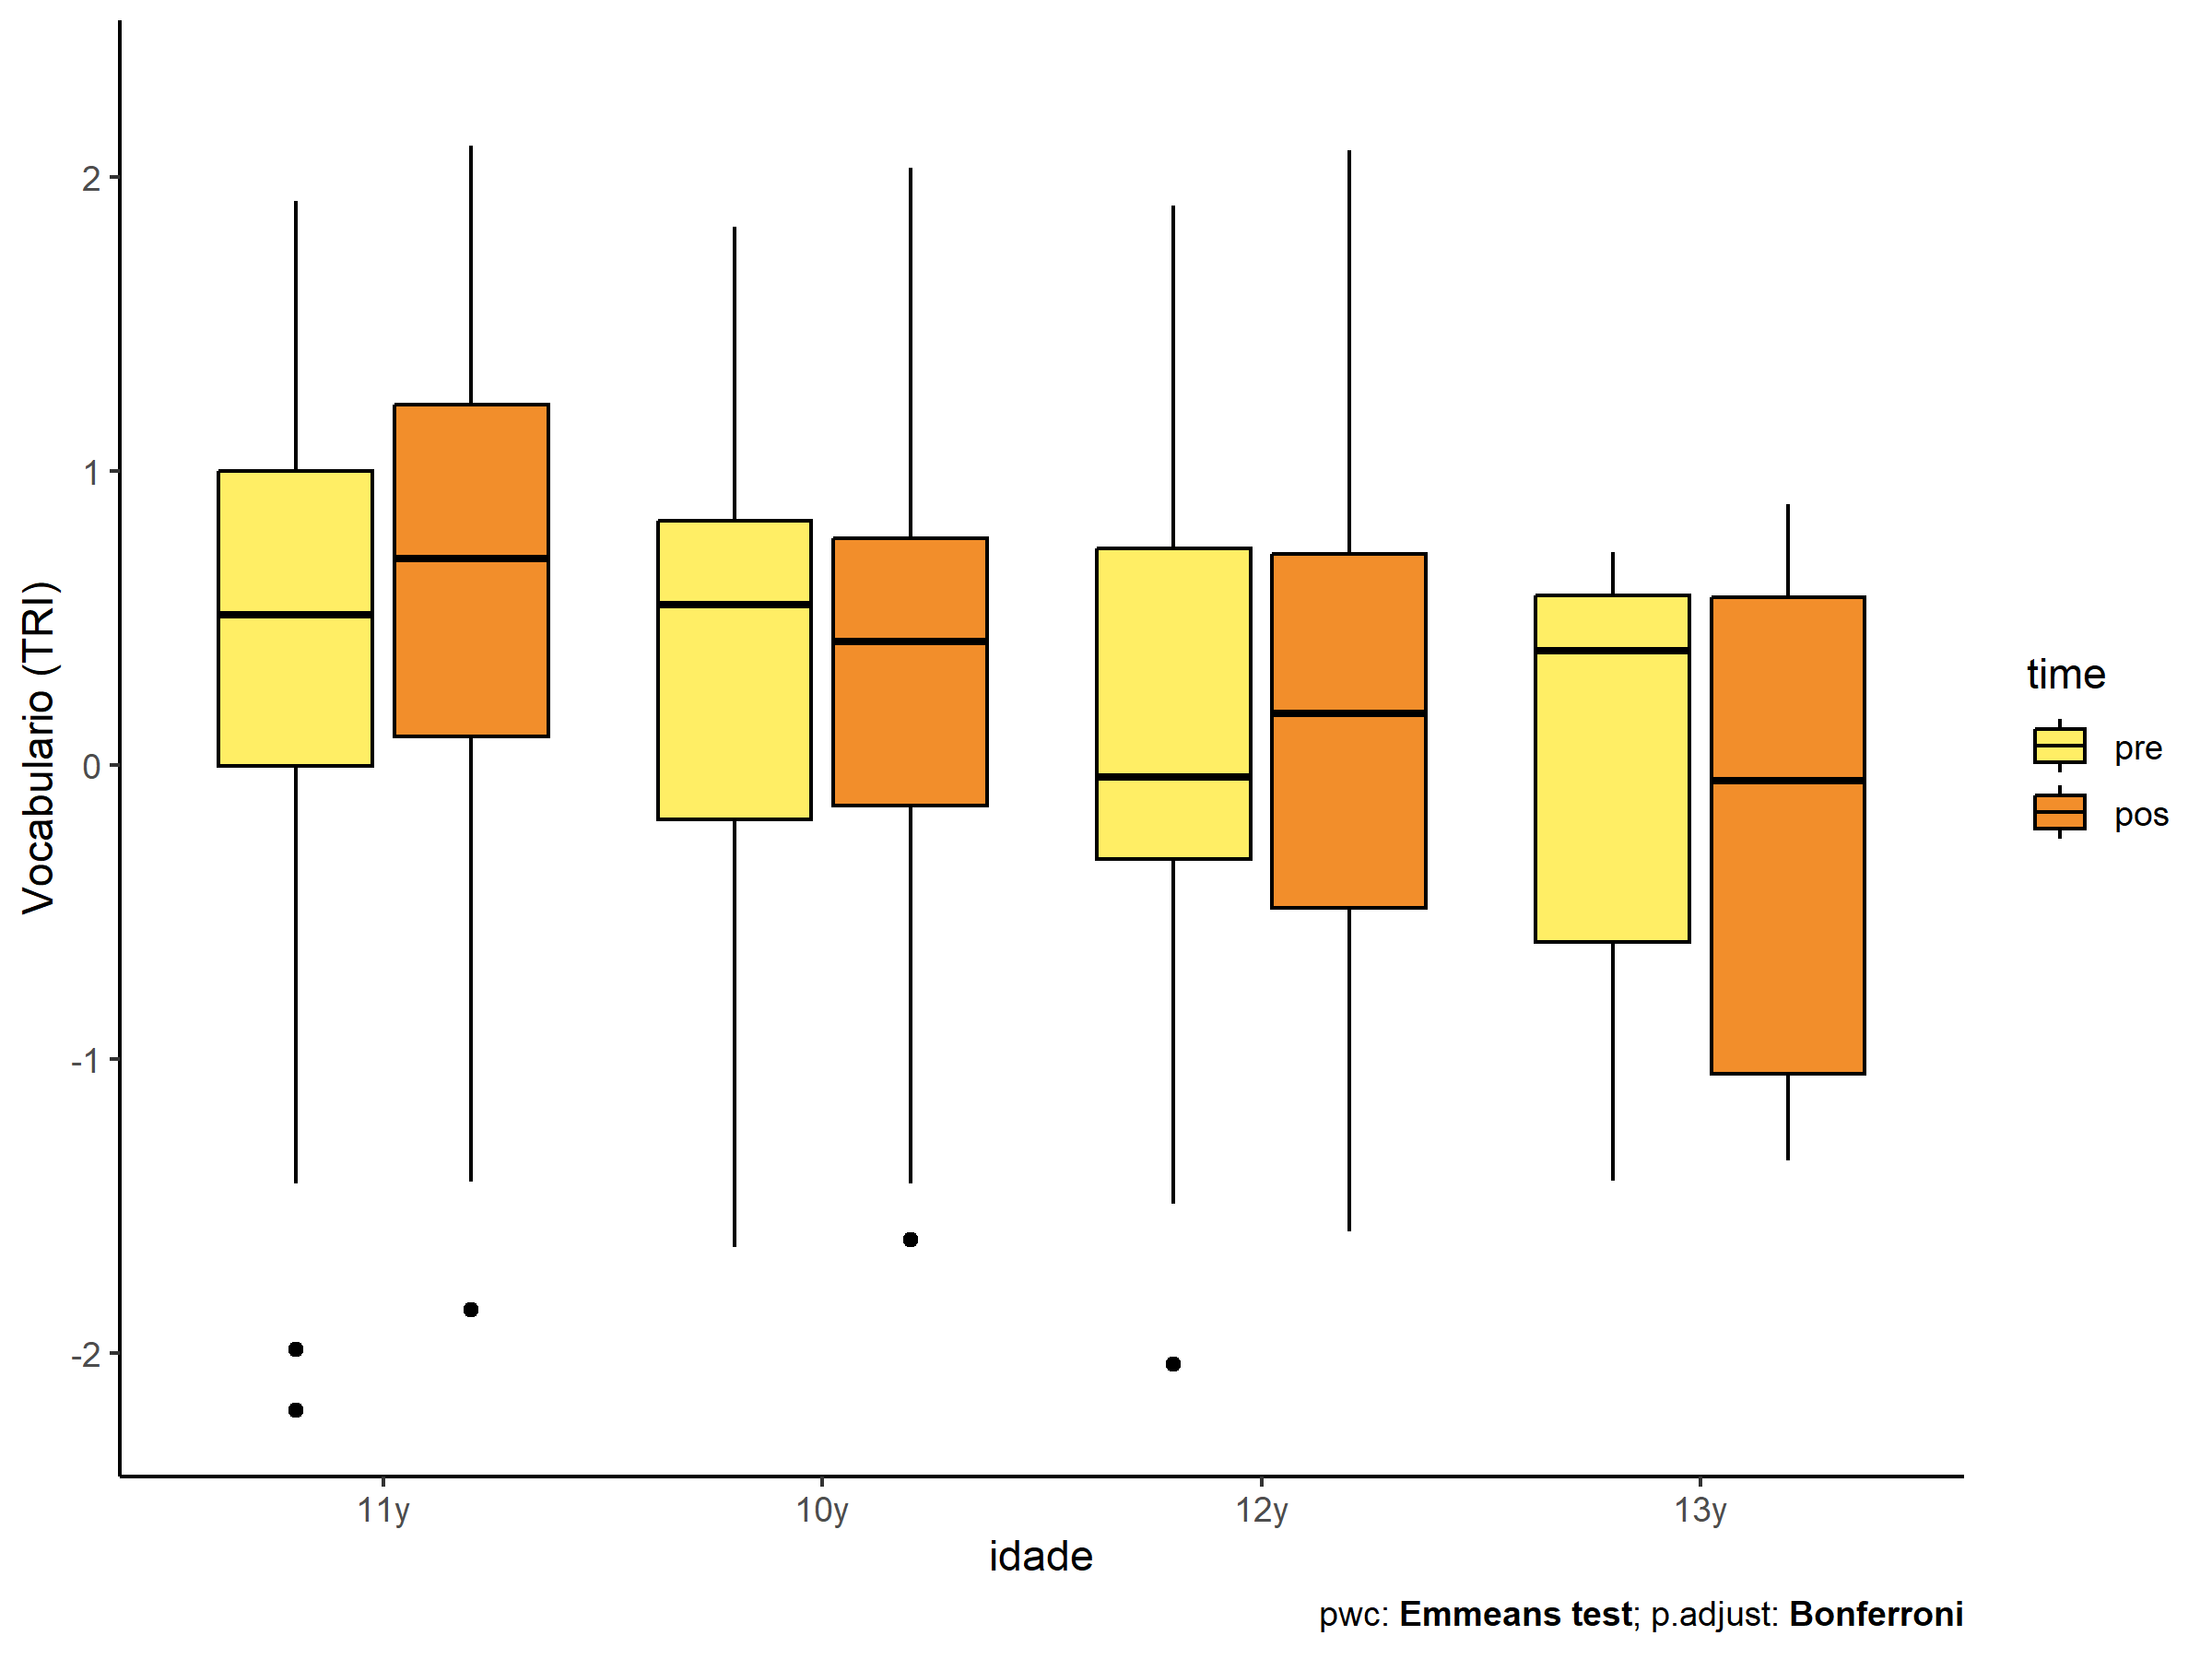 Vocabulario (TRI)
2
1
0
-1
-2
11y
10y
12y
13y
idade
time
pre
pos
pwc: Emmeans test; p.adjust: Bonferroni